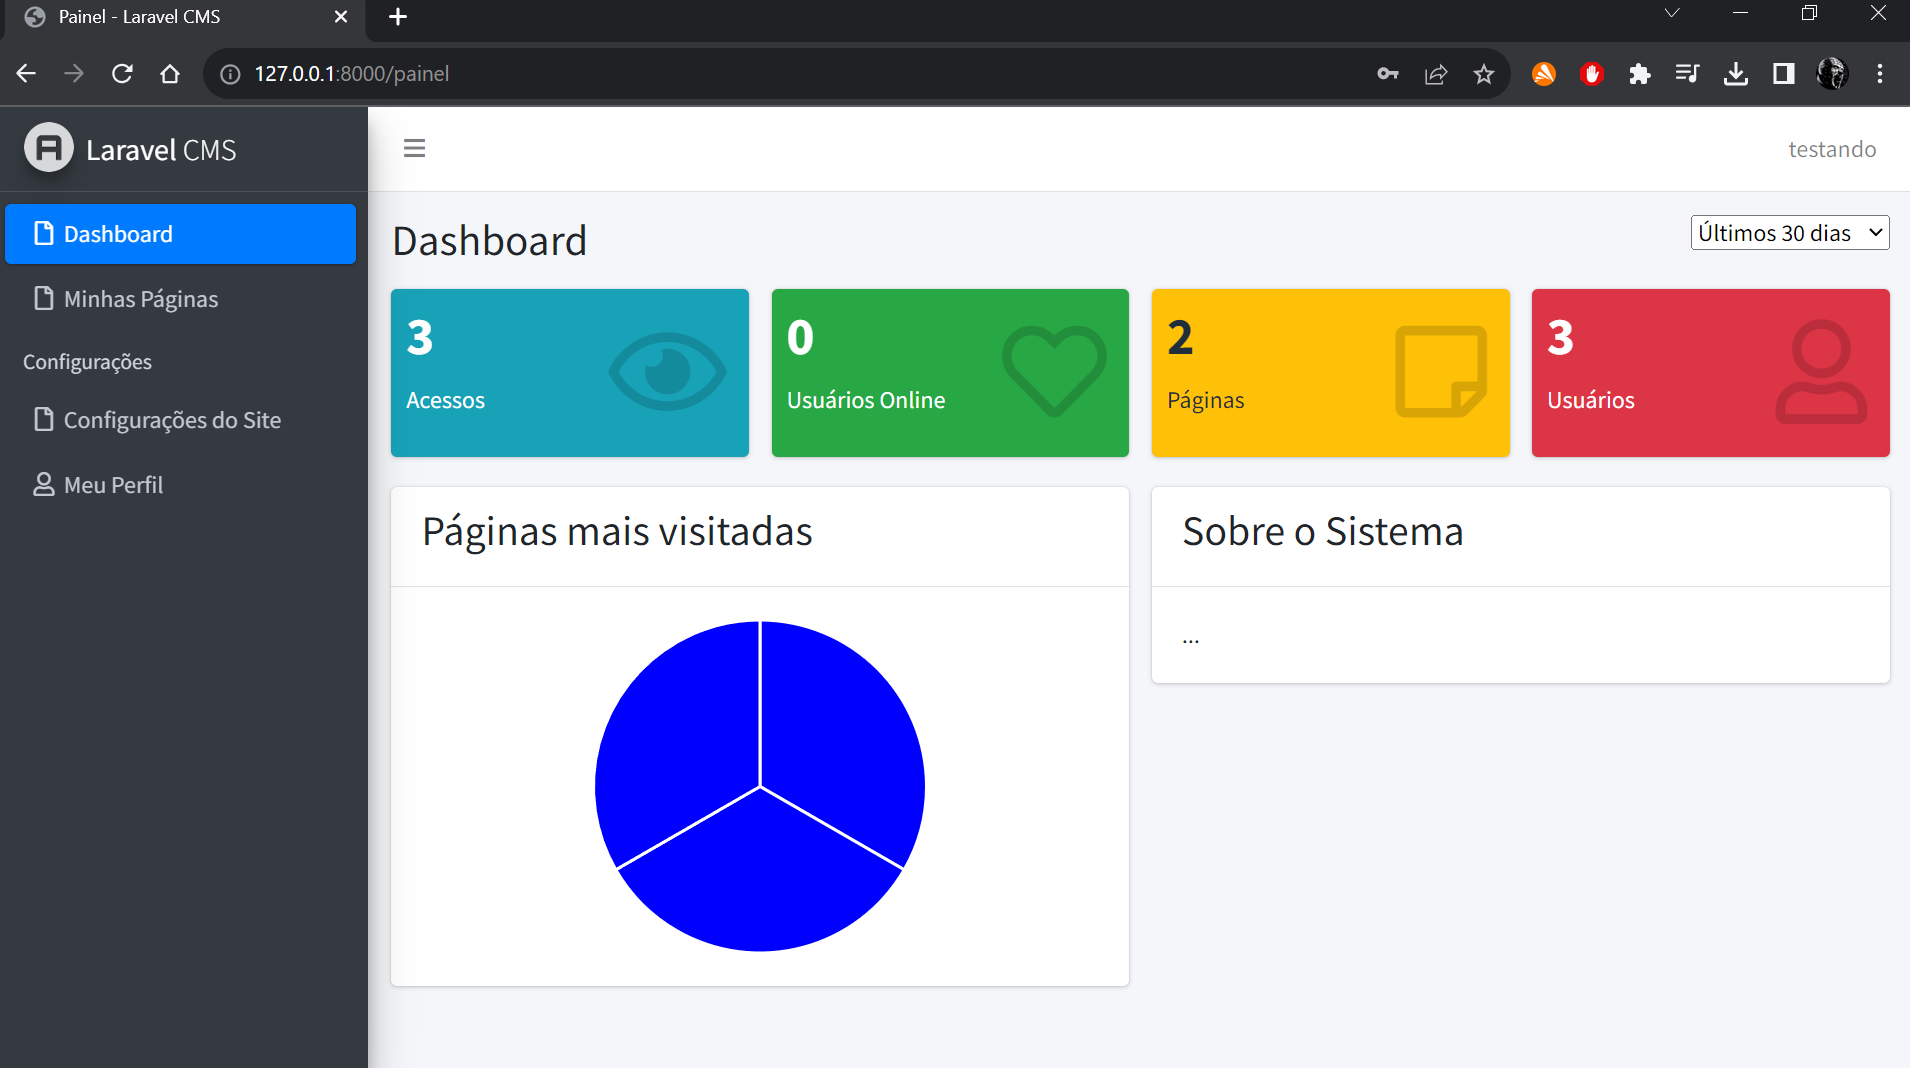 Painel - Laravel CMS
127.0.0.1:8000/painel
Laravel CMS
testando
Dashboard
Minhas Páginas
Configurações
Configurações do Site
Meu Perfil
Dashboard
Últimos 30 dias
3
Acessos
0
Usuários Online
2
Páginas
3
Usuários
Páginas mais visitadas
Sobre o Sistema
...